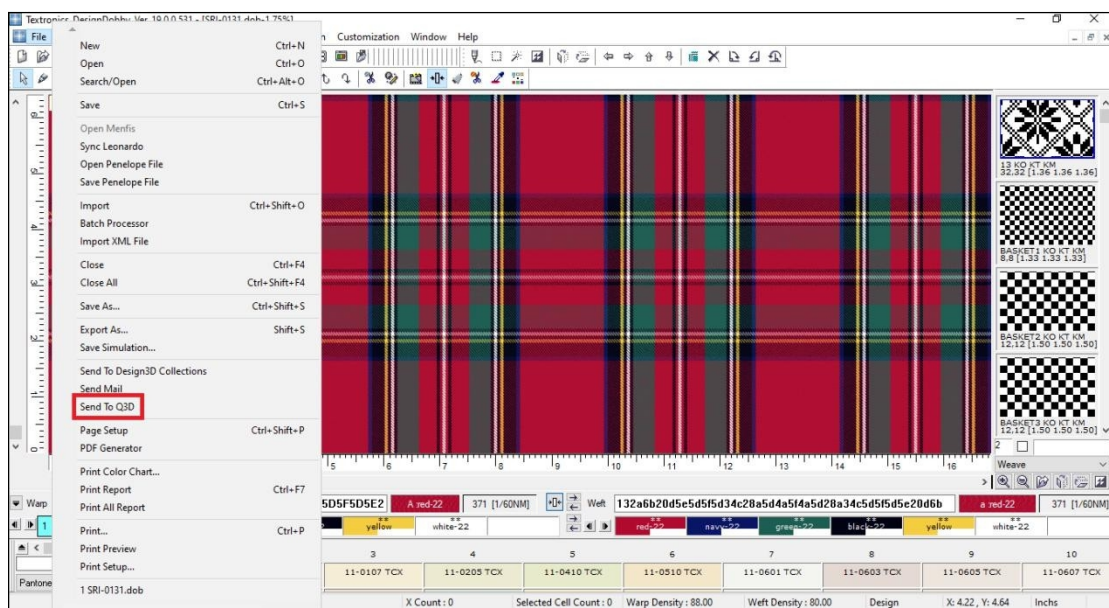 Textronics DesignDobby Ver. 19.0.0.531 - [SRI-0131.dob-1.75%]
File
Customization Window Help
New Ctrl+N
Open Ctrl+O
Search/Open Ctrl+Alt+O
Save Ctrl+S
Open Menfis
Sync Leonardo
Open Penelope File
Save Penelope File
Import Ctrl+Shift+O
Batch Processor
Import XML File
Close Ctrl+F4
Close All Ctrl+Shift+F4
Save As... Ctrl+Shift+S
Export As... Shift+S
Save Simulation...
Send To Design3D Collections
Send Mail
Send To Q3D
Page Setup Ctrl+Shift+P
PDF Generator
Print Color Chart...
Print Report Ctrl+F7
Print All Report
Print... Ctrl+P
Print Preview
Print Setup...
1 SRI-0131.dob
13 KO KT KM
32,32 [1.36 1.36 1.36]
BASKET1 KO KT KM
8,8 [1.33 1.33 1.33]
BASKET2 KO KT KM
12,12 [1.50 1.50 1.50]
BASKET3 KO KT KM
12,12 [1.50 1.50 1.50]
2
Weave
5 6 7 8 9 10 11 12 13 14 15 16
Warp
5D5F5D5E2 A red-22 371 [1/60NM] Weft 132a6b20d5e5d5f5d34c28a5d4a5f4a5d28a34c5d5f5d5e20d6b a red-22 371 [1/60NM]
1 yellow white-22 red-22 navy-22 green-22 black-22 yellow white-22
3 4 5 6 7 8 9 10
Pantone 11-0107 TCX 11-0205 TCX 11-0410 TCX 11-0510 TCX 11-0601 TCX 11-0603 TCX 11-0605 TCX 11-0607 TCX
X Count : 0 Selected Cell Count : 0 Warp Density : 88.00 Weft Density : 80.00 Design X: 4.22 , Y: 4.64 Inchs